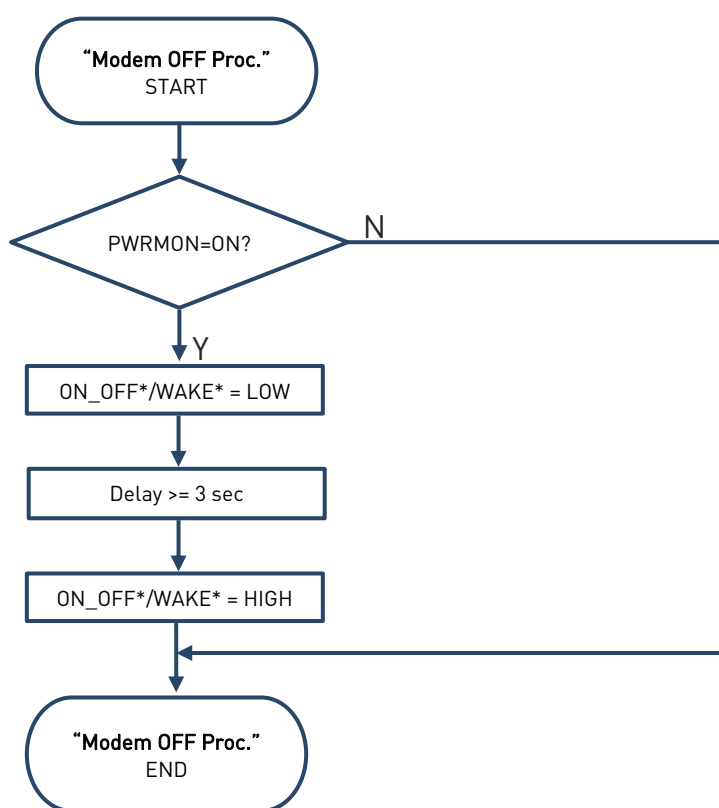 “Modem OFF Proc.”
START
PWRMON=ON?
N
Y
ON_OFF*/WAKE* = LOW
Delay >= 3 sec
ON_OFF*/WAKE* = HIGH
“Modem OFF Proc.”
END